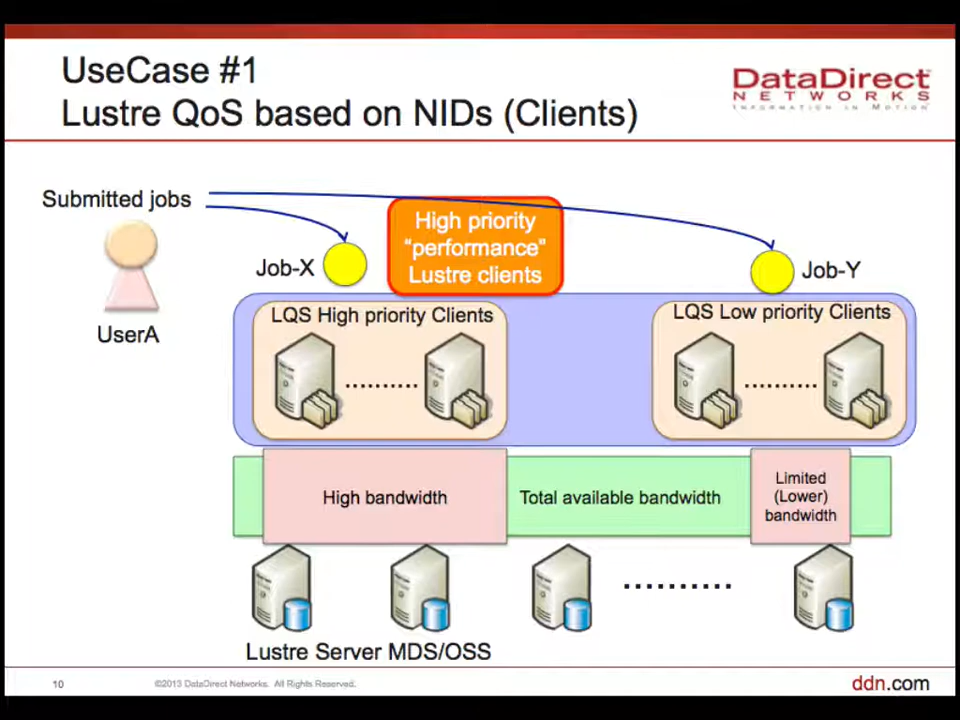 UseCase #1
Lustre QoS based on NIDs (Clients)
DataDirect
NETWORKS
INFORMATION IN MOTION
Submitted jobs
High priority
“performance”
Lustre clients
Job-X
Job-Y
UserA
LQS High priority Clients
LQS Low priority Clients
..........
..........
High bandwidth
Total available bandwidth
Limited
(Lower)
bandwidth
..........
Lustre Server MDS/OSS
10
©2013 DataDirect Networks. All Rights Reserved.
ddn.com